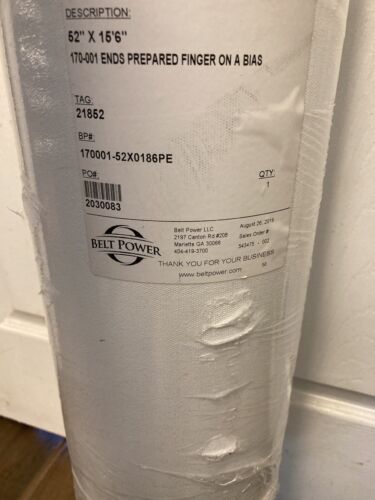 DESCRIPTION:
52" X 15'6"
170-001 ENDS PREPARED FINGER ON A BIAS
TAG:
21852
BP#:
170001-52X0186PE
PO#:
QTY:
2030083
1
BELT POWER
Belt Power LLC
2197 Canton Rd #208
Marietta GA 30066
404-419-3700
August 26, 2019
Sales Order #:
543475 - 002
THANK YOU FOR YOUR BUSINESS
www.beltpower.com